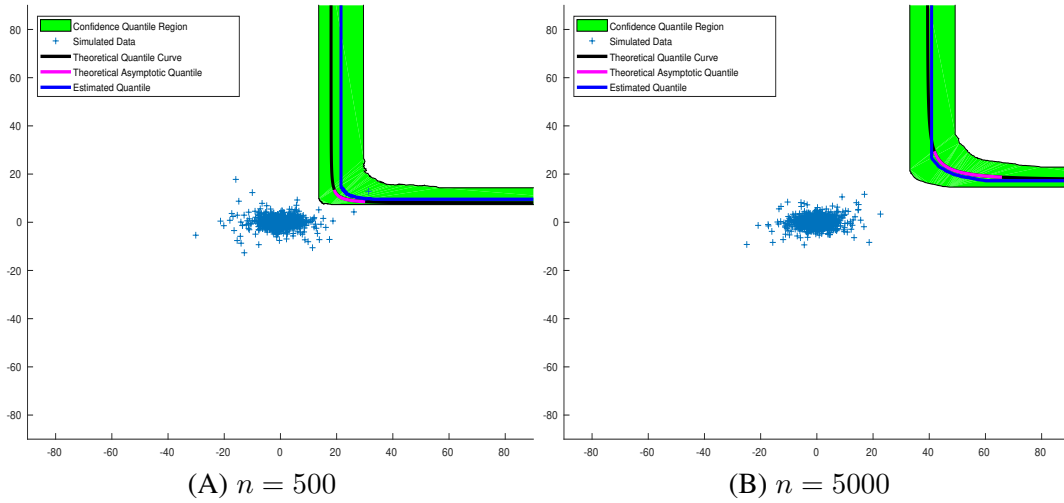 Confidence Quantile Region
Simulated Data
Theoretical Quantile Curve
Theoretical Asymptotic Quantile
Estimated Quantile
80
60
40
20
0
-20
-40
-60
-80
-80 -60 -40 -20 0 20 40 60 80
(A) n = 500
Confidence Quantile Region
Simulated Data
Theoretical Quantile Curve
Theoretical Asymptotic Quantile
Estimated Quantile
80
60
40
20
0
-20
-40
-60
-80
-80 -60 -40 -20 0 20 40 60 80
(B) n = 5000